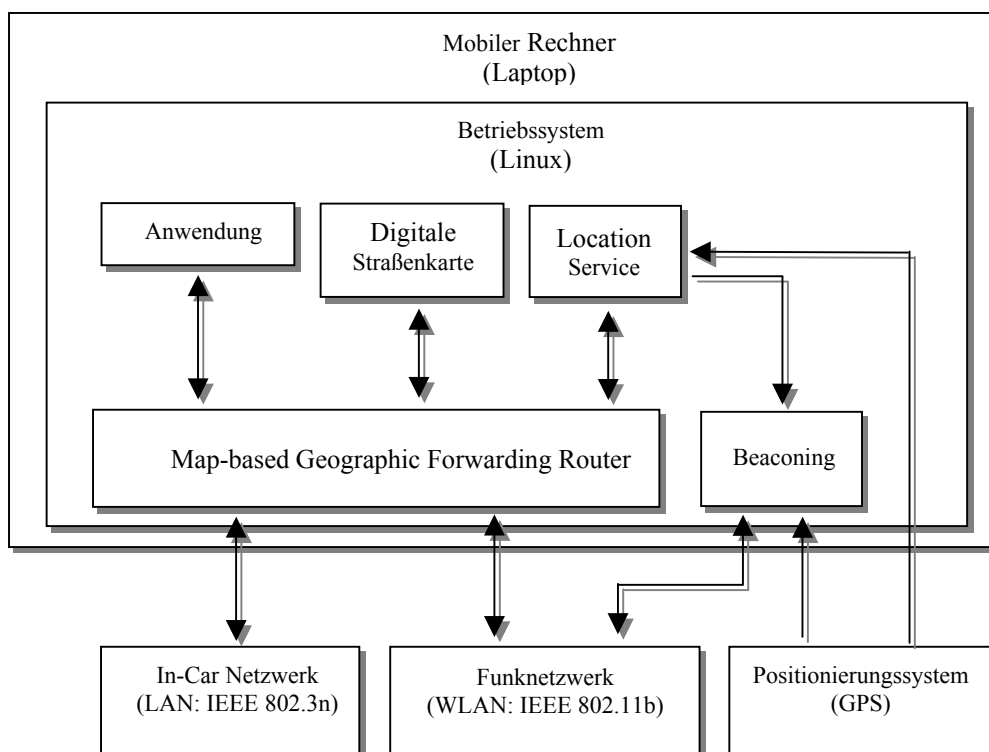 Mobiler Rechner
(Laptop)
Betriebssystem
(Linux)
Anwendung
Digitale
Straßenkarte
Location
Service
Map-based Geographic Forwarding Router
Beaconing
In-Car Netzwerk
(LAN: IEEE 802.3n)
Funknetzwerk
(WLAN: IEEE 802.11b)
Positionierungssystem
(GPS)